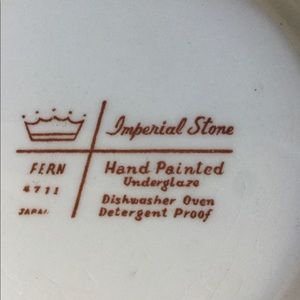 Imperial Stone
FERN
4711
JAPAN
Hand Painted
Underglaze
Dishwasher Oven
Detergent Proof